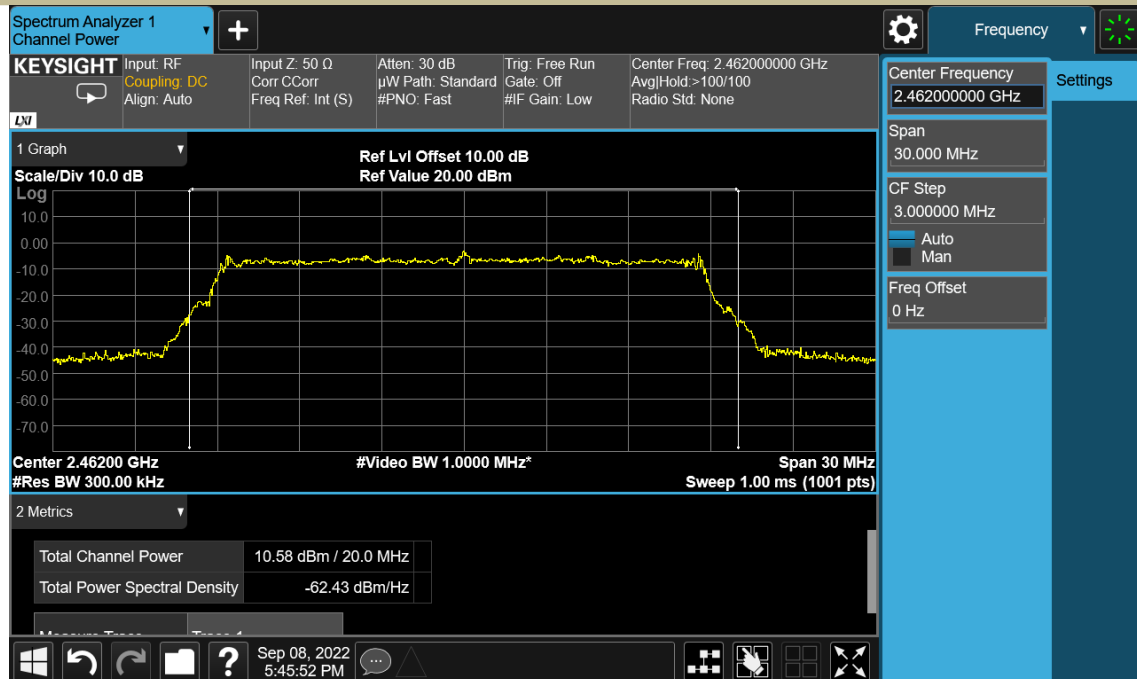 Spectrum Analyzer 1
Channel Power
+
Frequency
KEYSIGHT
LXI
Input: RF
Coupling: DC
Align: Auto
Input Z: 50 Ω
Corr CCorr
Freq Ref: Int (S)
Atten: 30 dB
µW Path: Standard
#PNO: Fast
Trig: Free Run
Gate: Off
#IF Gain: Low
Center Freq: 2.462000000 GHz
Avg|Hold:>100/100
Radio Std: None
Center Frequency
2.462000000 GHz
Settings
Span
30.000 MHz
CF Step
3.000000 MHz
Auto
Man
Freq Offset
0 Hz
1 Graph
Scale/Div 10.0 dB
Ref Lvl Offset 10.00 dB
Ref Value 20.00 dBm
Log
10.0
0.00
-10.0
-20.0
-30.0
-40.0
-50.0
-60.0
-70.0
Center 2.46200 GHz
#Video BW 1.0000 MHz*
Span 30 MHz
#Res BW 300.00 kHz
Sweep 1.00 ms (1001 pts)
2 Metrics
Total Channel Power 10.58 dBm / 20.0 MHz
Total Power Spectral Density -62.43 dBm/Hz
Measure Trace Trace 1
?
Sep 08, 2022
5:45:52 PM